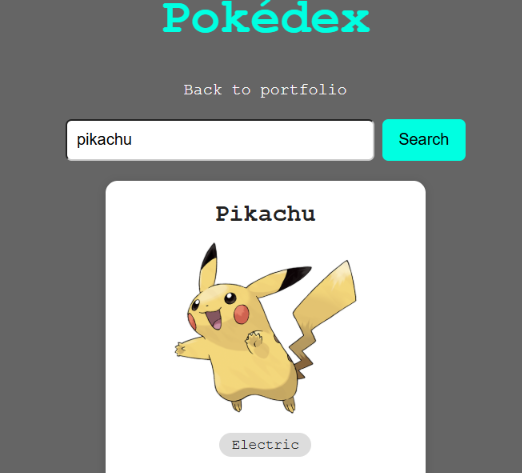 Pokédex
Back to portfolio
pikachu
Search
Pikachu
Electric